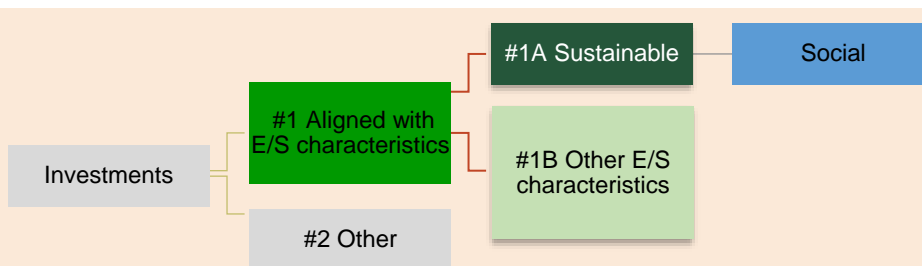 #1A Sustainable
Social
#1 Aligned with
E/S characteristics
#1B Other E/S
characteristics
Investments
#2 Other